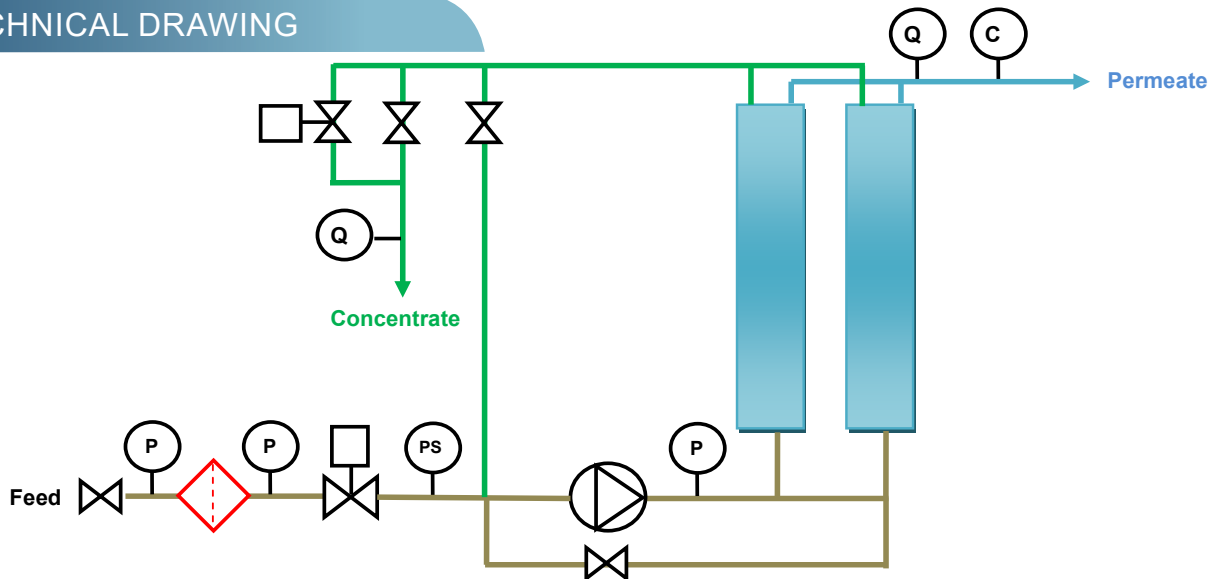 CHNICAL DRAWING
Q C
Permeate
Q
Concentrate
P P PS P
Feed